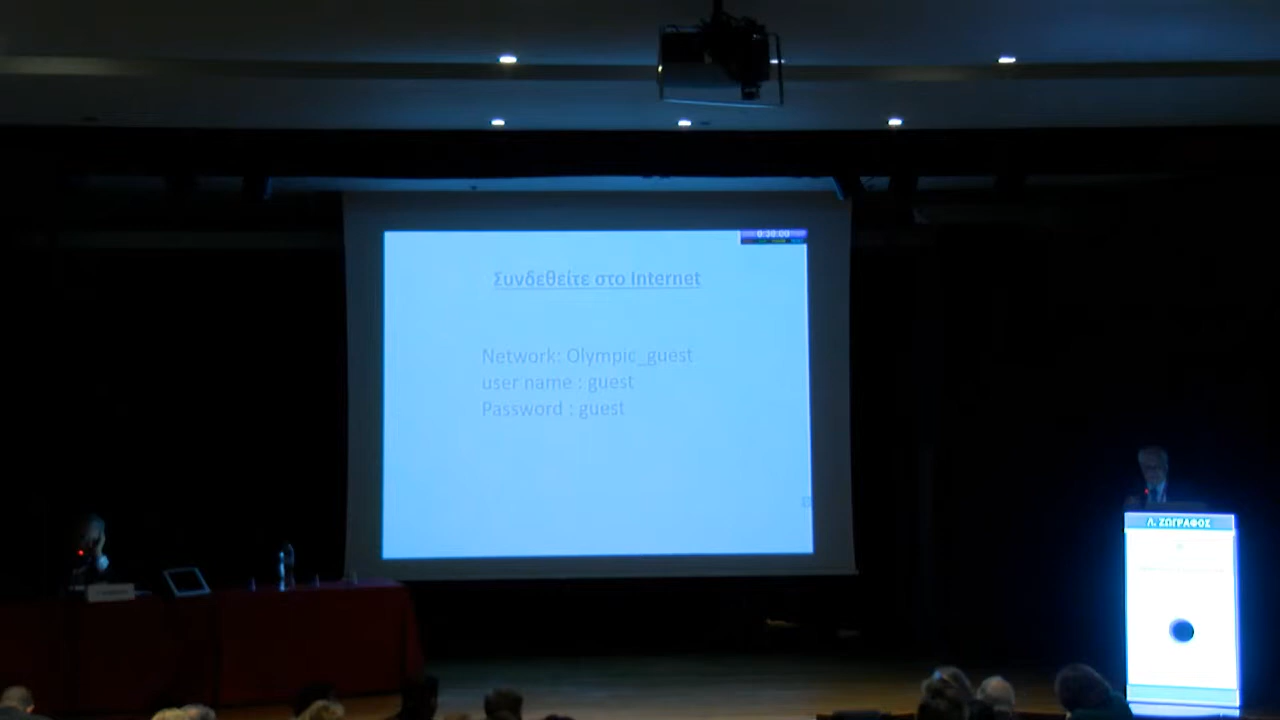 Συνδεθείτε στο Internet
Network: Olympic_guest
user name : guest
Password : guest
Λ. ΖΩΓΡΑΦΟΣ